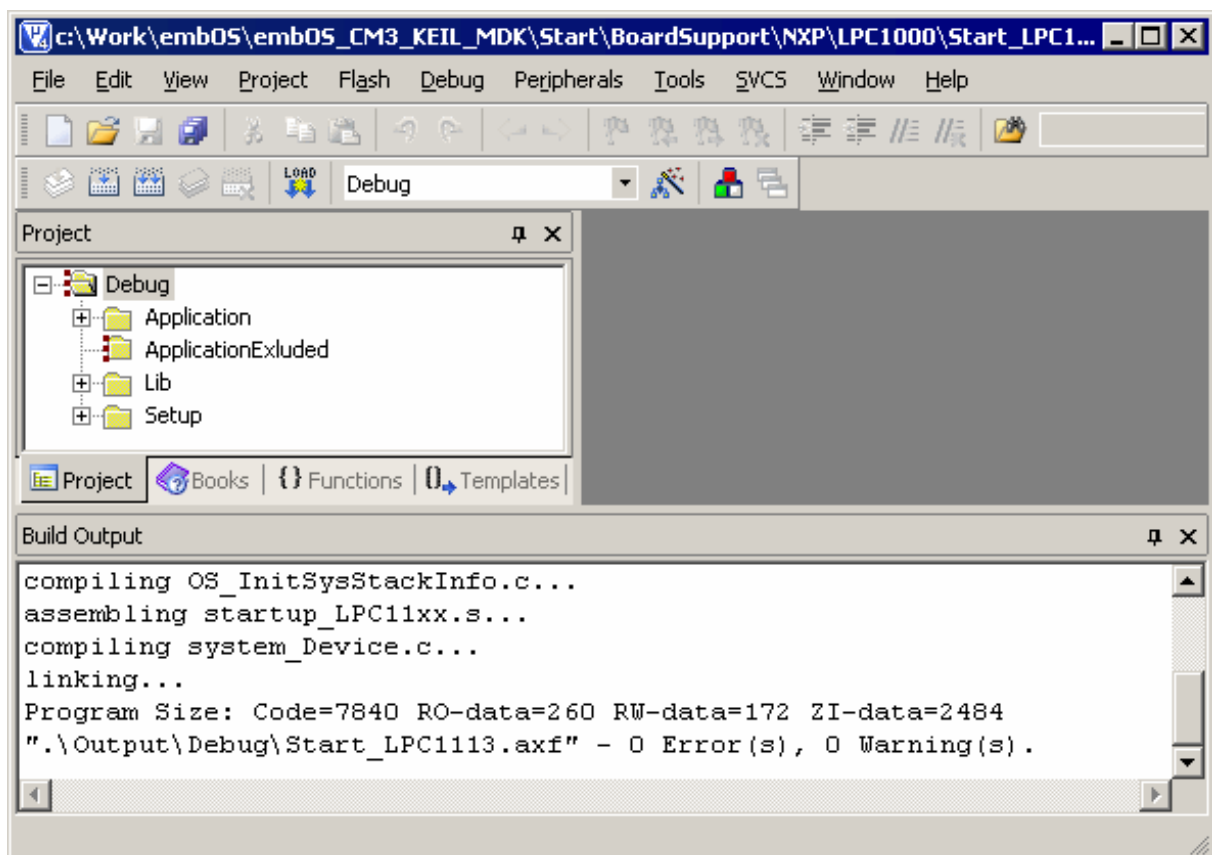 c:\Work\embOS\embOS_CM3_KEIL_MDK\Start\BoardSupport\NXP\LPC1000\Start_LPC1...
File Edit View Project Flash Debug Peripherals Tools SVCS Window Help
LOAD Debug
Project
Debug
Application
ApplicationExluded
Lib
Setup
Project Books {} Functions Templates
Build Output
compiling OS_InitSysStackInfo.c...
assembling startup_LPC11xx.s...
compiling system_Device.c...
linking...
Program Size: Code=7840 RO-data=260 RW-data=172 ZI-data=2484
".\Output\Debug\Start_LPC1113.axf" - 0 Error(s), 0 Warning(s).